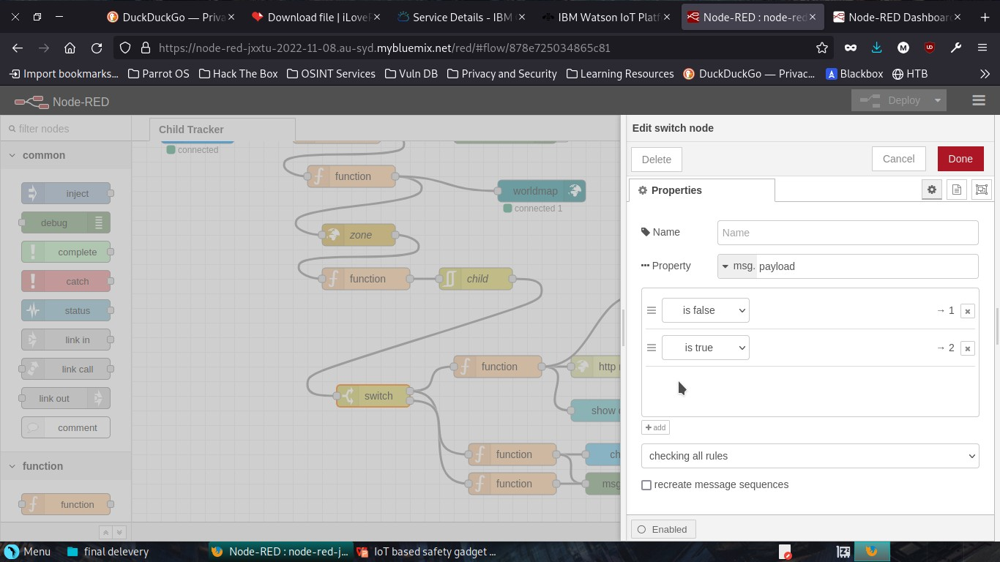 DuckDuckGo — Priva
Download file | iLoveP
Service Details - IBM
IBM Watson IoT Platf
Node-RED : node-red
Node-RED Dashboar
https://node-red-jxxtu-2022-11-08.au-syd.mybluemix.net/red/#flow/878e725034865c81
Import bookmarks...
Parrot OS
Hack The Box
OSINT Services
Vuln DB
Privacy and Security
Learning Resources
DuckDuckGo — Privac...
Blackbox
HTB
Node-RED
Deploy
filter nodes
common
inject
debug
complete
catch
status
link in
link call
link out
comment
function
function
Child Tracker
connected
function
worldmap
connected 1
zone
function
child
function
http
switch
show
function
ch
function
msg
Edit switch node
Delete
Cancel
Done
Properties
Name
Name
Property
msg. payload
is false
→ 1
is true
→ 2
add
checking all rules
recreate message sequences
Enabled
Menu
final delevery
Node-RED : node-red-j...
IoT based safety gadget ...